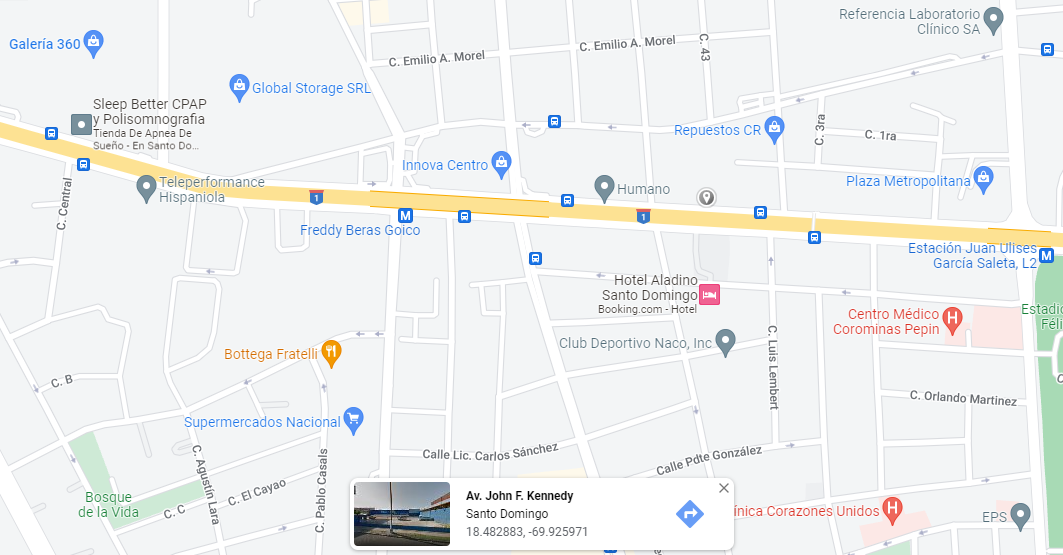 Referencia Laboratorio
Clínico SA
Galería 360
C. Emilio A. Morel
C. Emilio A. Morel
C. 43
Global Storage SRL
Sleep Better CPAP
y Polisomnografia
Tienda De Apnea De
Sueño - En Santo Do...
Repuestos CR
C. 3ra
C. 1ra
Innova Centro
Plaza Metropolitana
Teleperformance
Hispaniola
Humano
1
1
C. Central
M
Freddy Beras Goico
Estación Juan Ulises
García Saleta, L2
M
Hotel Aladino
Santo Domingo
Booking.com - Hotel
Centro Médico
Corominas Pepin
H
Estadio
Féli
Club Deportivo Naco, Inc
C. Luis Lembert
Bottega Fratelli
C. B
C. Orlando Martinez
Supermercados Nacional
Calle Lic. Carlos Sánchez
Calle Pdte González
C. Agustín Lara
C. Pablo Casals
C. El Cayao
C. C
Bosque
de la Vida
Av. John F. Kennedy
Santo Domingo
18.482883, -69.925971
línica Corazones Unidos
H
EPS